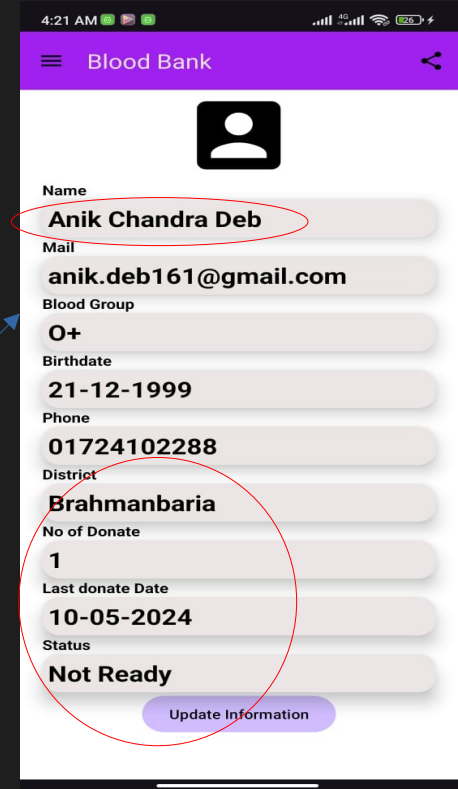 4:21 AM 4G 26
Blood Bank
Name
Anik Chandra Deb
Mail
anik.deb161@gmail.com
Blood Group
O+
Birthdate
21-12-1999
Phone
01724102288
District
Brahmanbaria
No of Donate
1
Last donate Date
10-05-2024
Status
Not Ready
Update Information